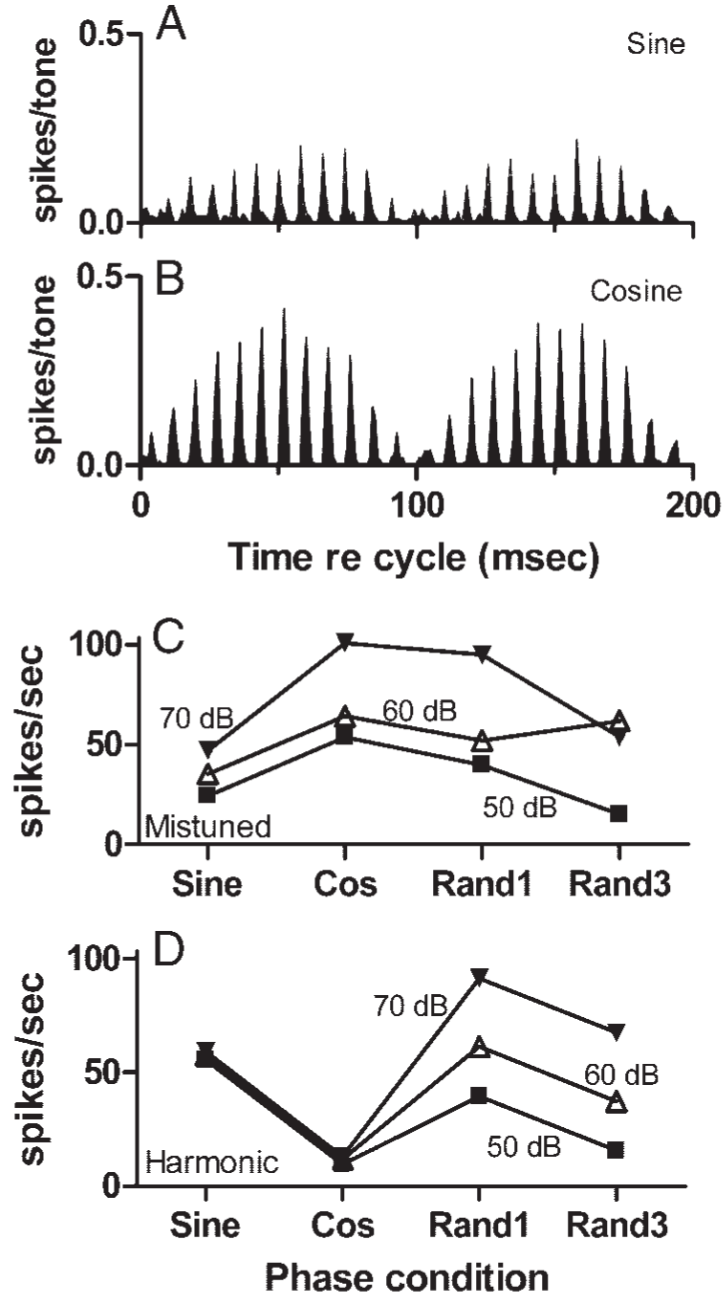 A
0.5
Sine
spikes/tone
0.0
B
0.5
Cosine
spikes/tone
0.0
0 100 200
Time re cycle (msec)
C
100
70 dB
60 dB
spikes/sec
50
50 dB
0
Mistuned
Sine Cos Rand1 Rand3
D
100
70 dB
spikes/sec
50
60 dB
50 dB
Harmonic
0
Sine Cos Rand1 Rand3
Phase condition